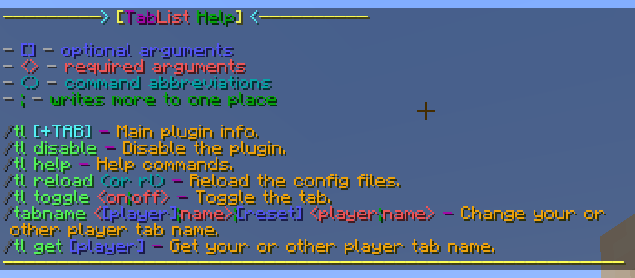 ────────> [TabList Help] <────────
- [] - optional arguments
- <> - required arguments
- () - command abbreviations
- ; - writes more to one place
/tl [+TAB] - Main plugin info.
/tl disable - Disable the plugin.
/tl help - Help commands.
/tl reload (or rl) - Reload the config files.
/tl toggle <on;off> - Toggle the tab.
/tabname <[player];name>;[reset] <player;name> - Change your or
other player tab name.
/tl get [player] - Get your or other player tab name.